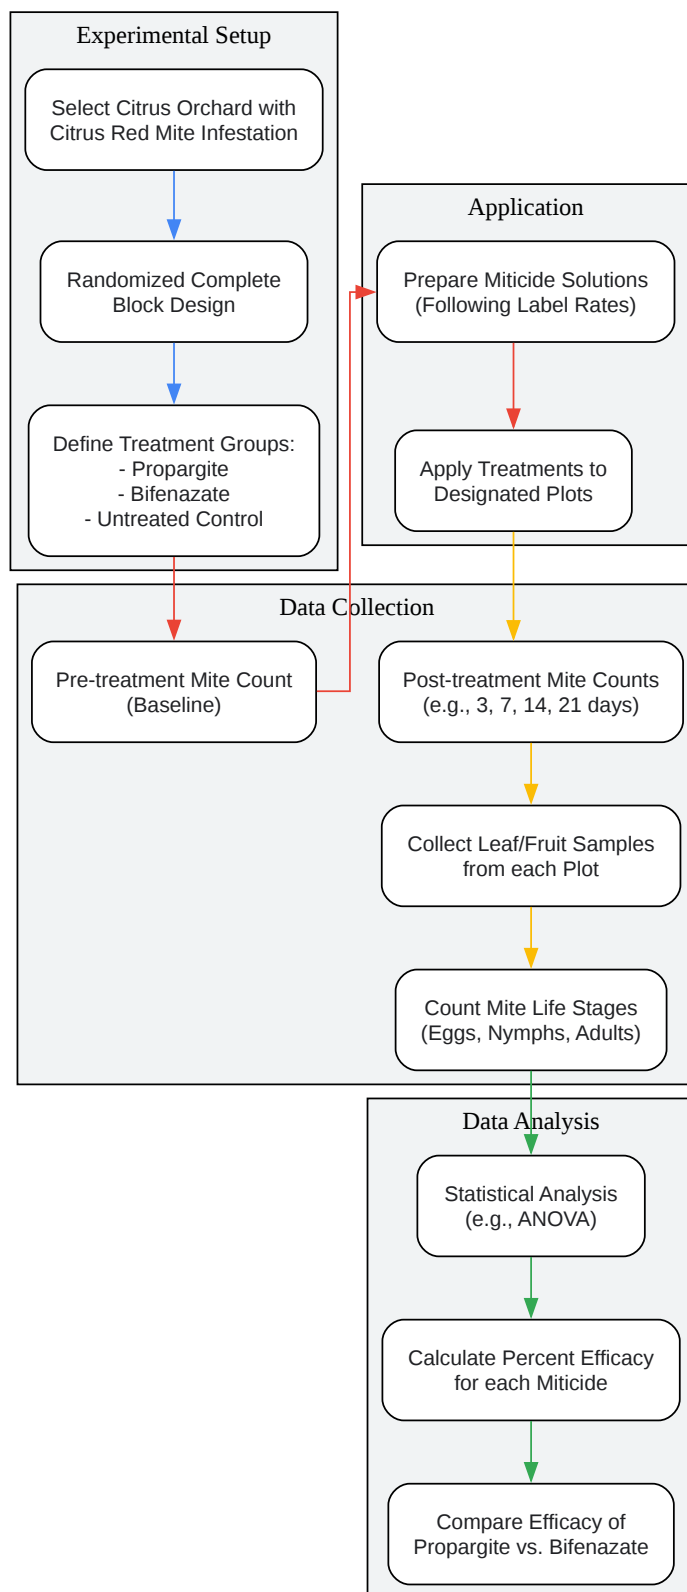 Experimental Setup
Select Citrus Orchard with
Citrus Red Mite Infestation
Randomized Complete
Block Design
Define Treatment Groups:
- Propargite
- Bifenazate
- Untreated Control
Application
Prepare Miticide Solutions
(Following Label Rates)
Apply Treatments to
Designated Plots
Data Collection
Pre-treatment Mite Count
(Baseline)
Post-treatment Mite Counts
(e.g., 3, 7, 14, 21 days)
Collect Leaf/Fruit Samples
from each Plot
Count Mite Life Stages
(Eggs, Nymphs, Adults)
Data Analysis
Statistical Analysis
(e.g., ANOVA)
Calculate Percent Efficacy
for each Miticide
Compare Efficacy of
Propargite vs. Bifenazate